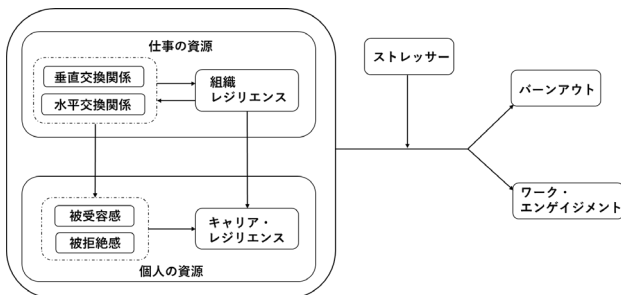 仕事の資源
垂直交換関係
水平交換関係
組織
レジリエンス
被受容感
被拒絶感
キャリア・
レジリエンス
個人の資源
ストレッサー
バーンアウト
ワーク・
エンゲイジメント